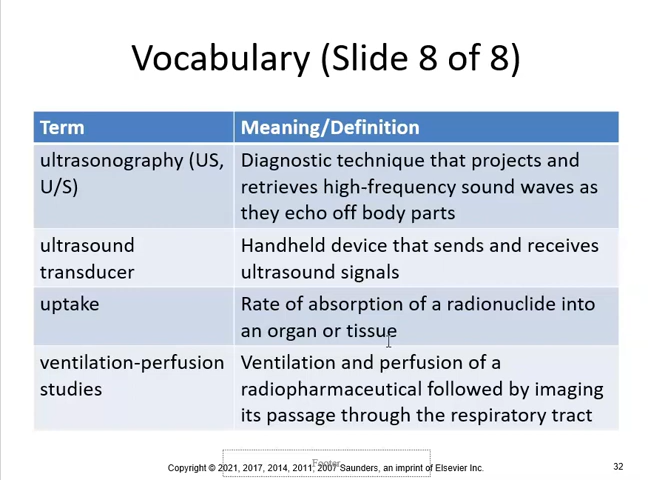 Vocabulary (Slide 8 of 8)
Term
Meaning/Definition
ultrasonography (US,
U/S)
Diagnostic technique that projects and
retrieves high-frequency sound waves as
they echo off body parts
ultrasound
transducer
Handheld device that sends and receives
ultrasound signals
uptake
Rate of absorption of a radionuclide into
an organ or tissue
ventilation-perfusion
studies
Ventilation and perfusion of a
radiopharmaceutical followed by imaging
its passage through the respiratory tract
Footer
Copyright © 2021, 2017, 2014, 2011, 2007 Saunders, an imprint of Elsevier Inc.
32